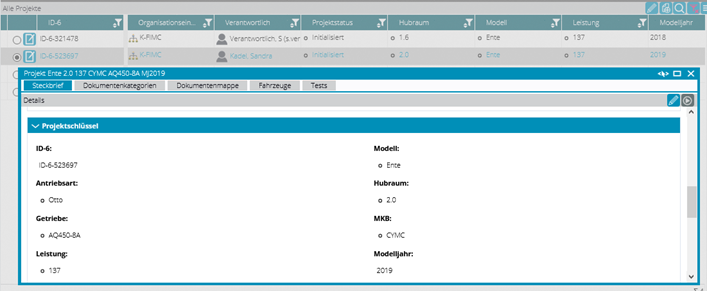 Alle Projekte
ID-6 Organisationsein... Verantwortlich Projektstatus Hubraum Modell Leistung Modelljahr
ID-6-321478 K-FIMC Verantwortlich, S (s.ver Initialisiert 1.6 Ente 137 2018
ID-6-523697 K-FIMC Kadel, Sandra Initialisiert 2.0 Ente 137 2019
Projekt Ente 2.0 137 CYMC AQ450-8A MJ2019
Steckbrief Dokumentenkategorien Dokumentenmappe Fahrzeuge Tests
Details
Projektschlüssel
ID-6: Modell:
ID-6-523697 Ente
Antriebsart: Hubraum:
Otto 2.0
Getriebe: MKB:
AQ450-8A CYMC
Leistung: Modelljahr:
137 2019